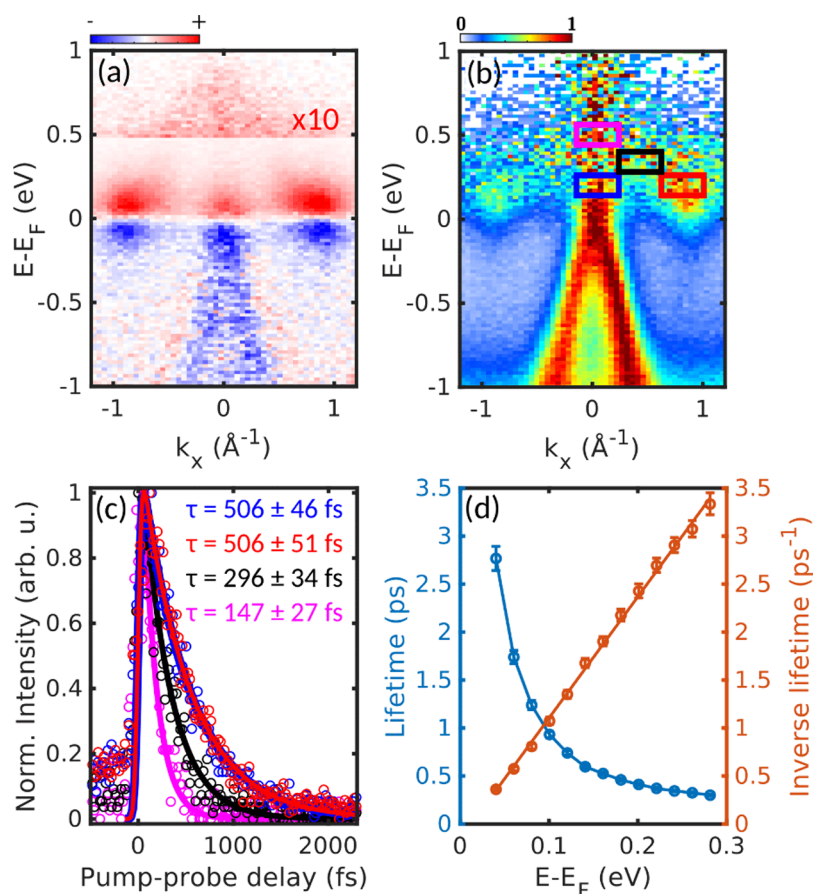 - +
0 1
(a)
x10
1
0.5
0
-0.5
-1
E-E_F (eV)
-1 0 1
k_x (Å⁻¹)
(b)
1
0.5
0
-0.5
-1
E-E_F (eV)
-1 0 1
k_x (Å⁻¹)
(c)
τ = 506 ± 46 fs
τ = 506 ± 51 fs
τ = 296 ± 34 fs
τ = 147 ± 27 fs
1
0.8
0.6
0.4
0.2
0
Norm. Intensity (arb. u.)
0 1000 2000
Pump-probe delay (fs)
(d)
3.5
3
2.5
2
1.5
1
0.5
0
Lifetime (ps)
3.5
3
2.5
2
1.5
1
0.5
0
Inverse lifetime (ps⁻¹)
0 0.1 0.2 0.3
E-E_F (eV)